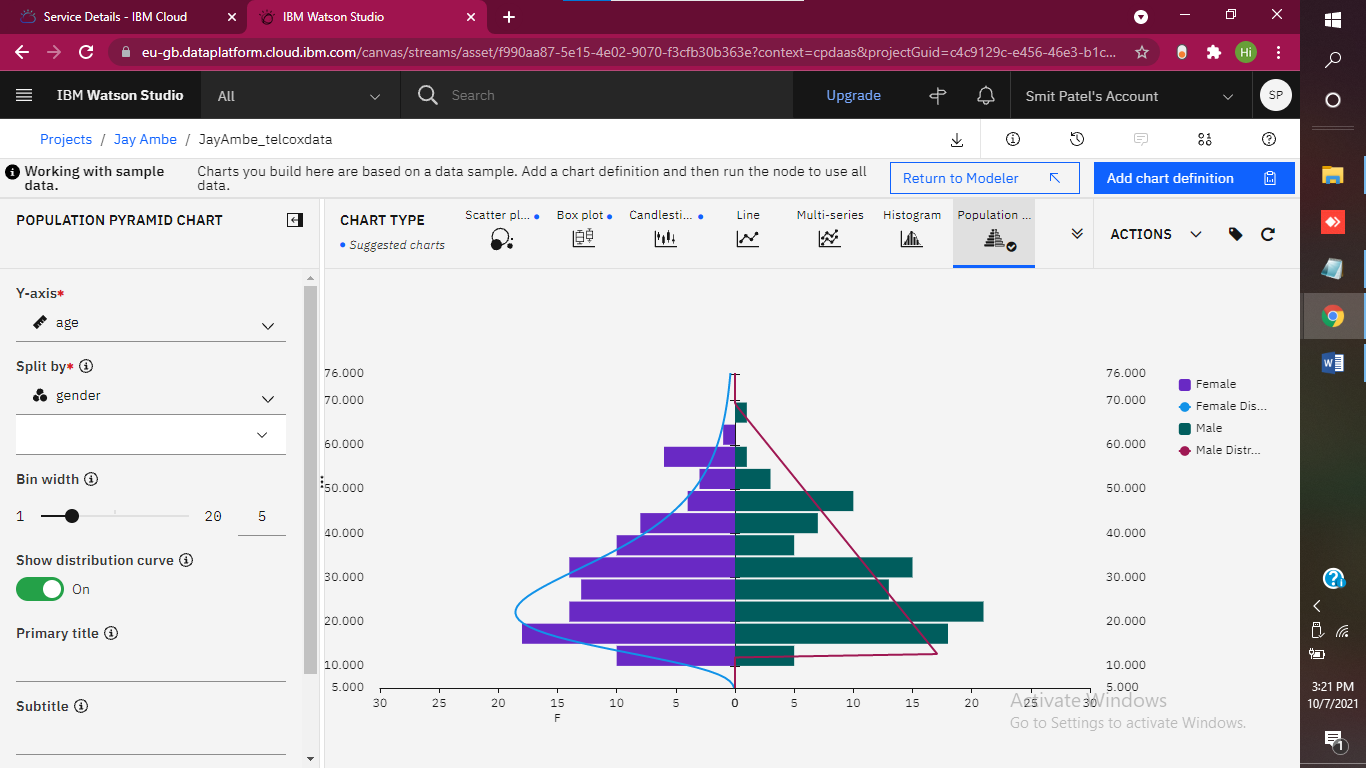 Service Details - IBM Cloud
IBM Watson Studio
eu-gb.dataplatform.cloud.ibm.com/canvas/streams/asset/f990aa87-5e15-4e02-9070-f3cfb30b363e?context=cpdaas&projectGuid=c4c9129c-e456-46e3-b1c...
Hi
IBM Watson Studio
All
Search
Upgrade
Smit Patel's Account
SP
Projects / Jay Ambe / JayAmbe_telcoxdata
Working with sample data.
Charts you build here are based on a data sample. Add a chart definition and then run the node to use all data.
Return to Modeler
Add chart definition
POPULATION PYRAMID CHART
CHART TYPE
Suggested charts
Scatter pl...
Box plot
Candlesti...
Line
Multi-series
Histogram
Population ...
ACTIONS
Y-axis*
age
Split by*
gender
Bin width
1 20 5
Show distribution curve
On
Primary title
Subtitle
76.000 76.000
70.000 70.000
60.000 60.000
50.000 50.000
40.000 40.000
30.000 30.000
20.000 20.000
10.000 10.000
5.000 5.000
30 25 20 15 10 5 0 5 10 15 20 25 30
F
Female
Female Dis...
Male
Male Distr...
Activate Windows
Go to Settings to activate Windows.
3:21 PM
10/7/2021
1